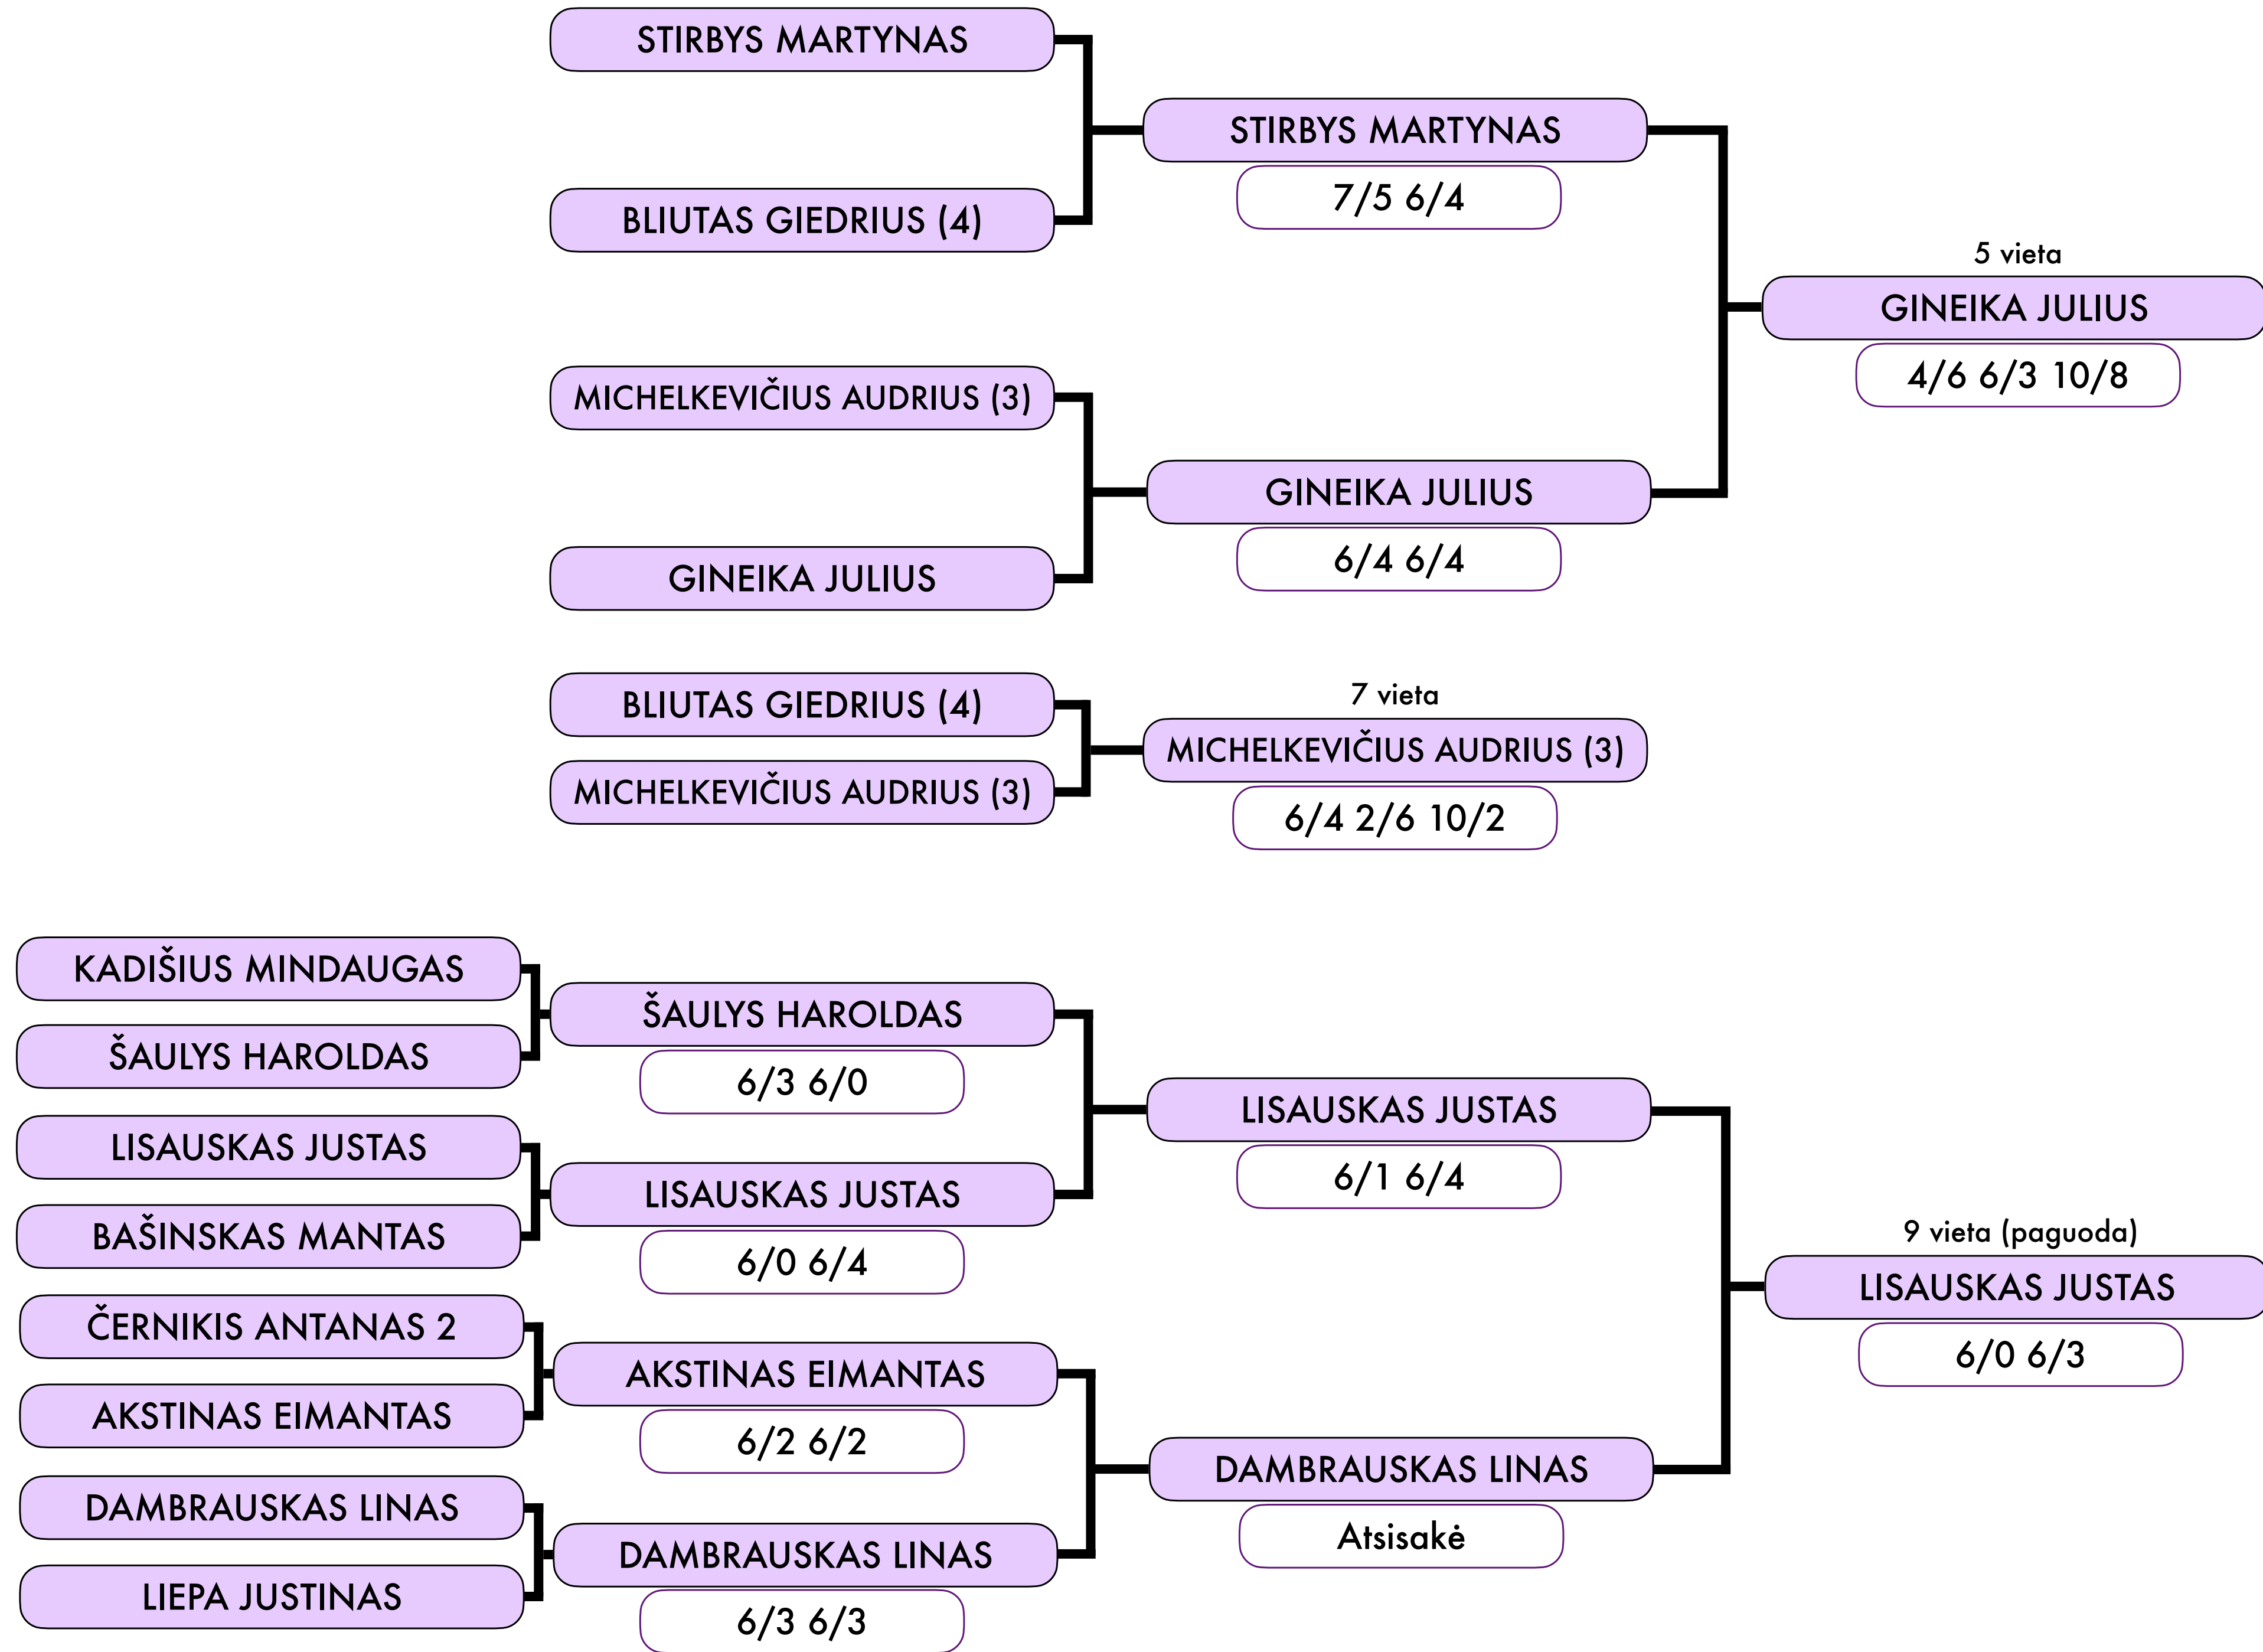 STIRBYS MARTYNAS
STIRBYS MARTYNAS
7/5 6/4
BLIUTAS GIEDRIUS (4)
5 vieta
GINEIKA JULIUS
4/6 6/3 10/8
MICHELKEVIČIUS AUDRIUS (3)
GINEIKA JULIUS
6/4 6/4
GINEIKA JULIUS
BLIUTAS GIEDRIUS (4)
7 vieta
MICHELKEVIČIUS AUDRIUS (3)
MICHELKEVIČIUS AUDRIUS (3)
6/4 2/6 10/2
KADIŠIUS MINDAUGAS
ŠAULYS HAROLDAS
ŠAULYS HAROLDAS
6/3 6/0
LISAUSKAS JUSTAS
LISAUSKAS JUSTAS
6/1 6/4
LISAUSKAS JUSTAS
BAŠINSKAS MANTAS
6/0 6/4
9 vieta (paguoda)
LISAUSKAS JUSTAS
6/0 6/3
ČERNIKIS ANTANAS 2
AKSTINAS EIMANTAS
AKSTINAS EIMANTAS
6/2 6/2
DAMBRAUSKAS LINAS
Atsisakė
DAMBRAUSKAS LINAS
DAMBRAUSKAS LINAS
LIEPA JUSTINAS
6/3 6/3